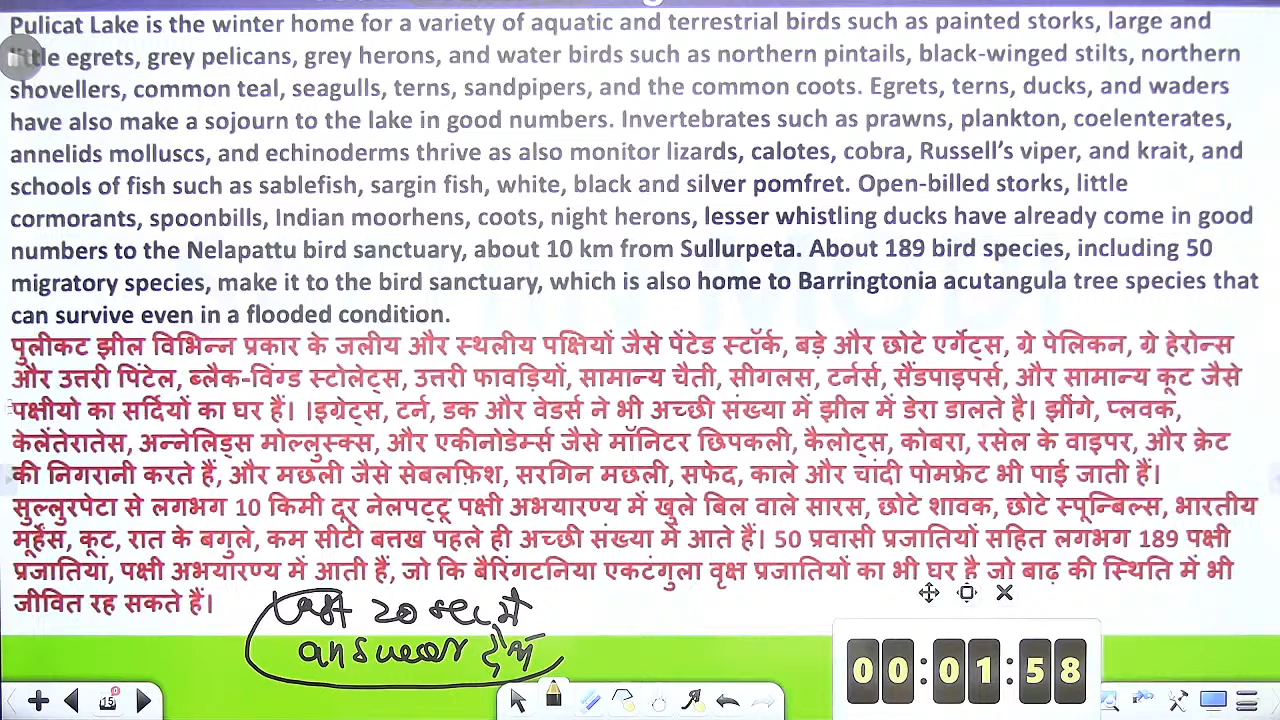 Pulicat Lake is the winter home for a variety of aquatic and terrestrial birds such as painted storks, large and
little egrets, grey pelicans, grey herons, and water birds such as northern pintails, black-winged stilts, northern
shovellers, common teal, seagulls, terns, sandpipers, and the common coots. Egrets, terns, ducks, and waders
have also make a sojourn to the lake in good numbers. Invertebrates such as prawns, plankton, coelenterates,
annelids molluscs, and echinoderms thrive as also monitor lizards, calotes, cobra, Russell’s viper, and krait, and
schools of fish such as sablefish, sargin fish, white, black and silver pomfret. Open-billed storks, little
cormorants, spoonbills, Indian moorhens, coots, night herons, lesser whistling ducks have already come in good
numbers to the Nelapattu bird sanctuary, about 10 km from Sullurpeta. About 189 bird species, including 50
migratory species, make it to the bird sanctuary, which is also home to Barringtonia acutangula tree species that
can survive even in a flooded condition.
पुलीकट झील विभिन्न प्रकार के जलीय और स्थलीय पक्षियों जैसे पेंटेड स्टॉर्क, बड़े और छोटे एर्गेट्स, ग्रे पेलिकन, ग्रे हेरोन्स
और उत्तरी पिंटेल, ब्लैक-विंग्ड स्टोलेट्स, उत्तरी फावड़ियों, सामान्य चैती, सीगलस, टर्नर्स, सैंडपाइपर्स, और सामान्य कूट जैसे
पक्षीयो का सर्दियों का घर हैं। ।इग्रेट्स, टर्न, डक और वेडर्स ने भी अच्छी संख्या में झील में डेरा डालते है। झींगे, प्लवक,
केलेंतेरातेस, अन्नेलिड्स मोल्लुस्क्स, और एकीनोडेर्म्स जैसे मॉनिटर छिपकली, कैलोट्स, कोबरा, रसेल के वाइपर, और क्रेट
की निगरानी करते हैं, और मछली जैसे सेबलफ़िश, सरगिन मछली, सफेद, काले और चांदी पोमफ्रेट भी पाई जाती हैं।
सुल्लुरपेटा से लगभग 10 किमी दूर नेलपट्टू पक्षी अभयारण्य में खुले बिल वाले सारस, छोटे शावक, छोटे स्पून्बिल्स, भारतीय
मूर्हेंस, कूट, रात के बगुले, कम सीटी बत्तख पहले ही अच्छी संख्या में आते हैं। 50 प्रवासी प्रजातियों सहित लगभग 189 पक्षी
प्रजातियां, पक्षी अभयारण्य में आती हैं, जो कि बैरिंगटनिया एकटंगुला वृक्ष प्रजातियों का भी घर है जो बाढ़ की स्थिति में भी
जीवित रह सकते हैं।
Last 20 sec में
answer
00:01:58
15